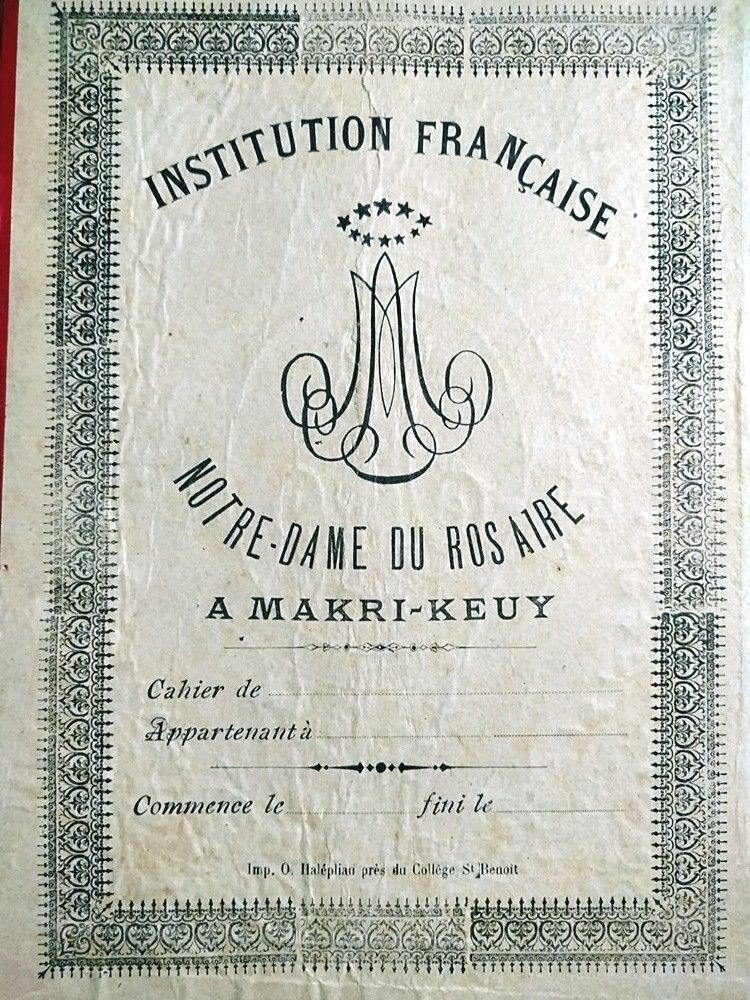 INSTITUTION FRANÇAISE
NOTRE-DAME DU ROSAIRE
A MAKRI-KEUY
Cahier de
Appartenant à
Commence le fini le
Imp. O. Haléplian près du Collège St Benoit